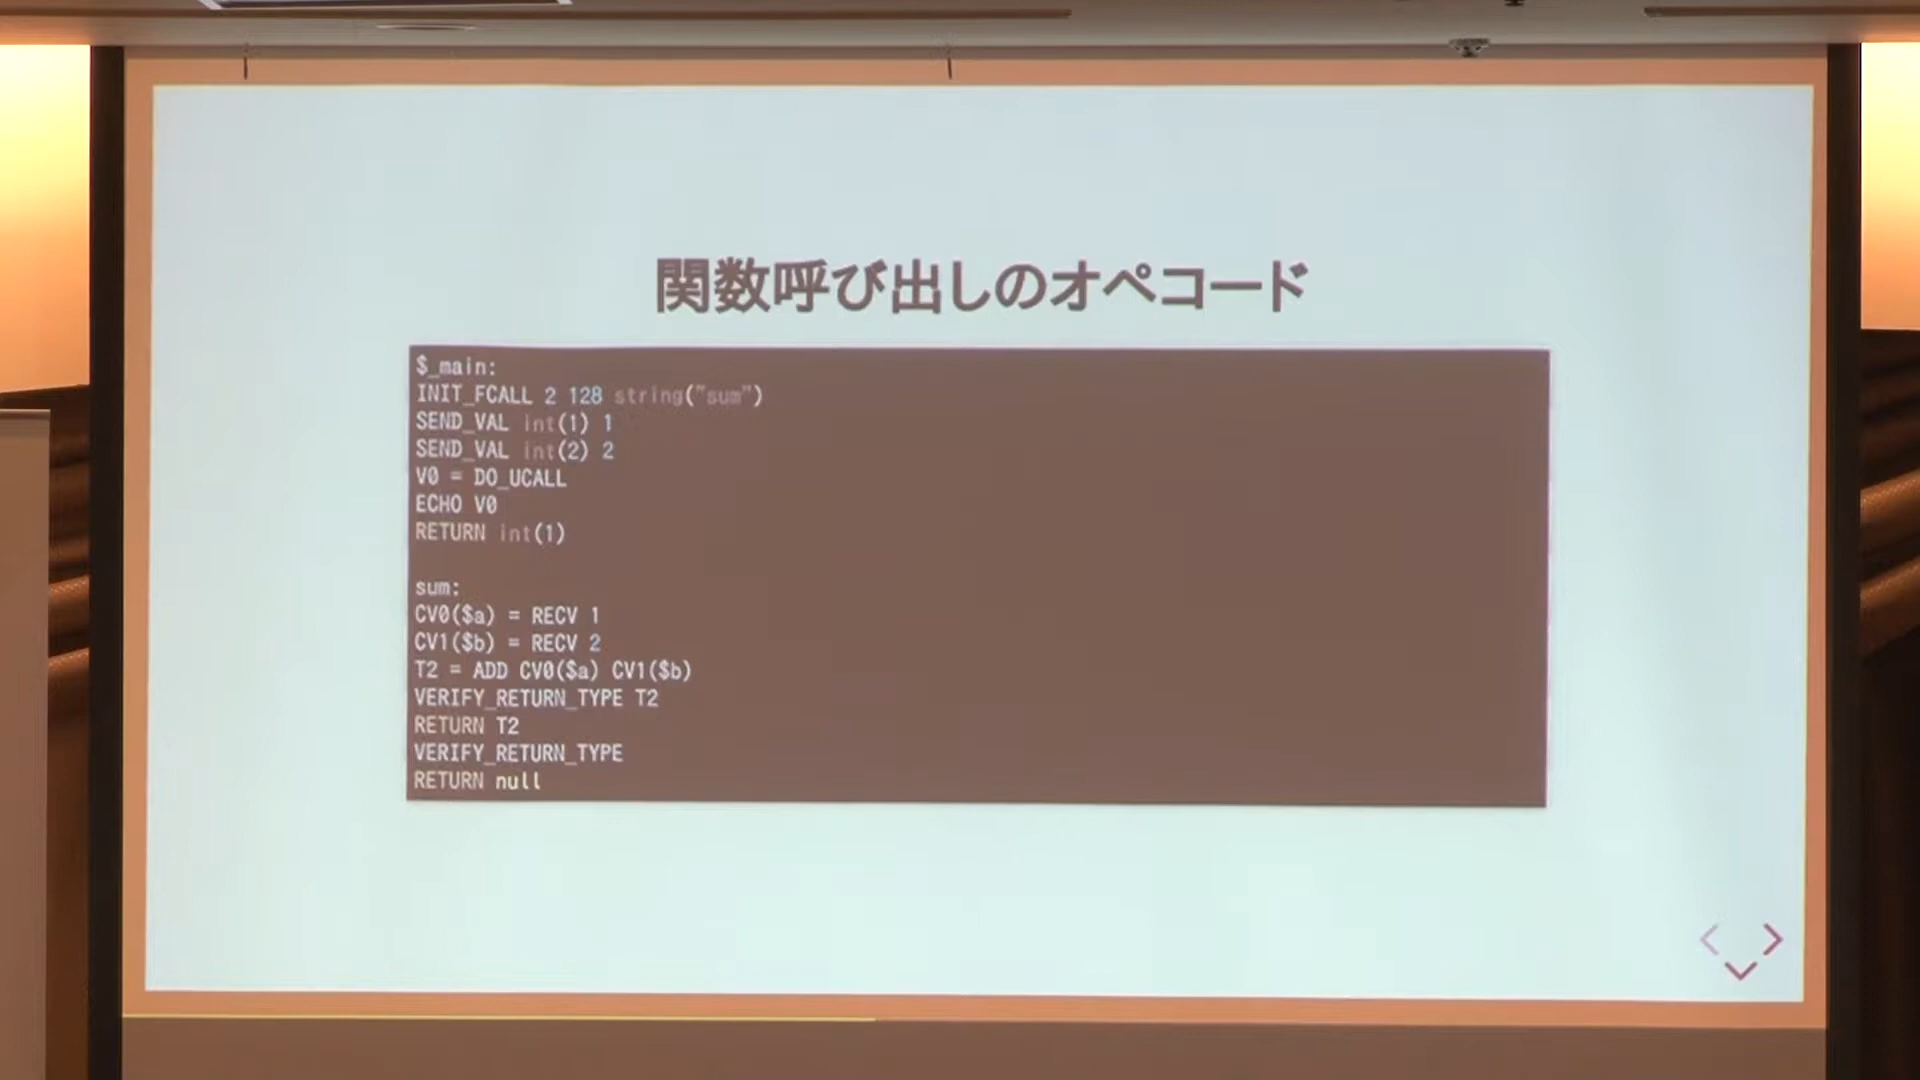 関数呼び出しのオペコード
$_main:
INIT_FCALL 2 128 string("sum")
SEND_VAL int(1) 1
SEND_VAL int(2) 2
V0 = DO_UCALL
ECHO V0
RETURN int(1)
sum:
CV0($a) = RECV 1
CV1($b) = RECV 2
T2 = ADD CV0($a) CV1($b)
VERIFY_RETURN_TYPE T2
RETURN T2
VERIFY_RETURN_TYPE
RETURN null